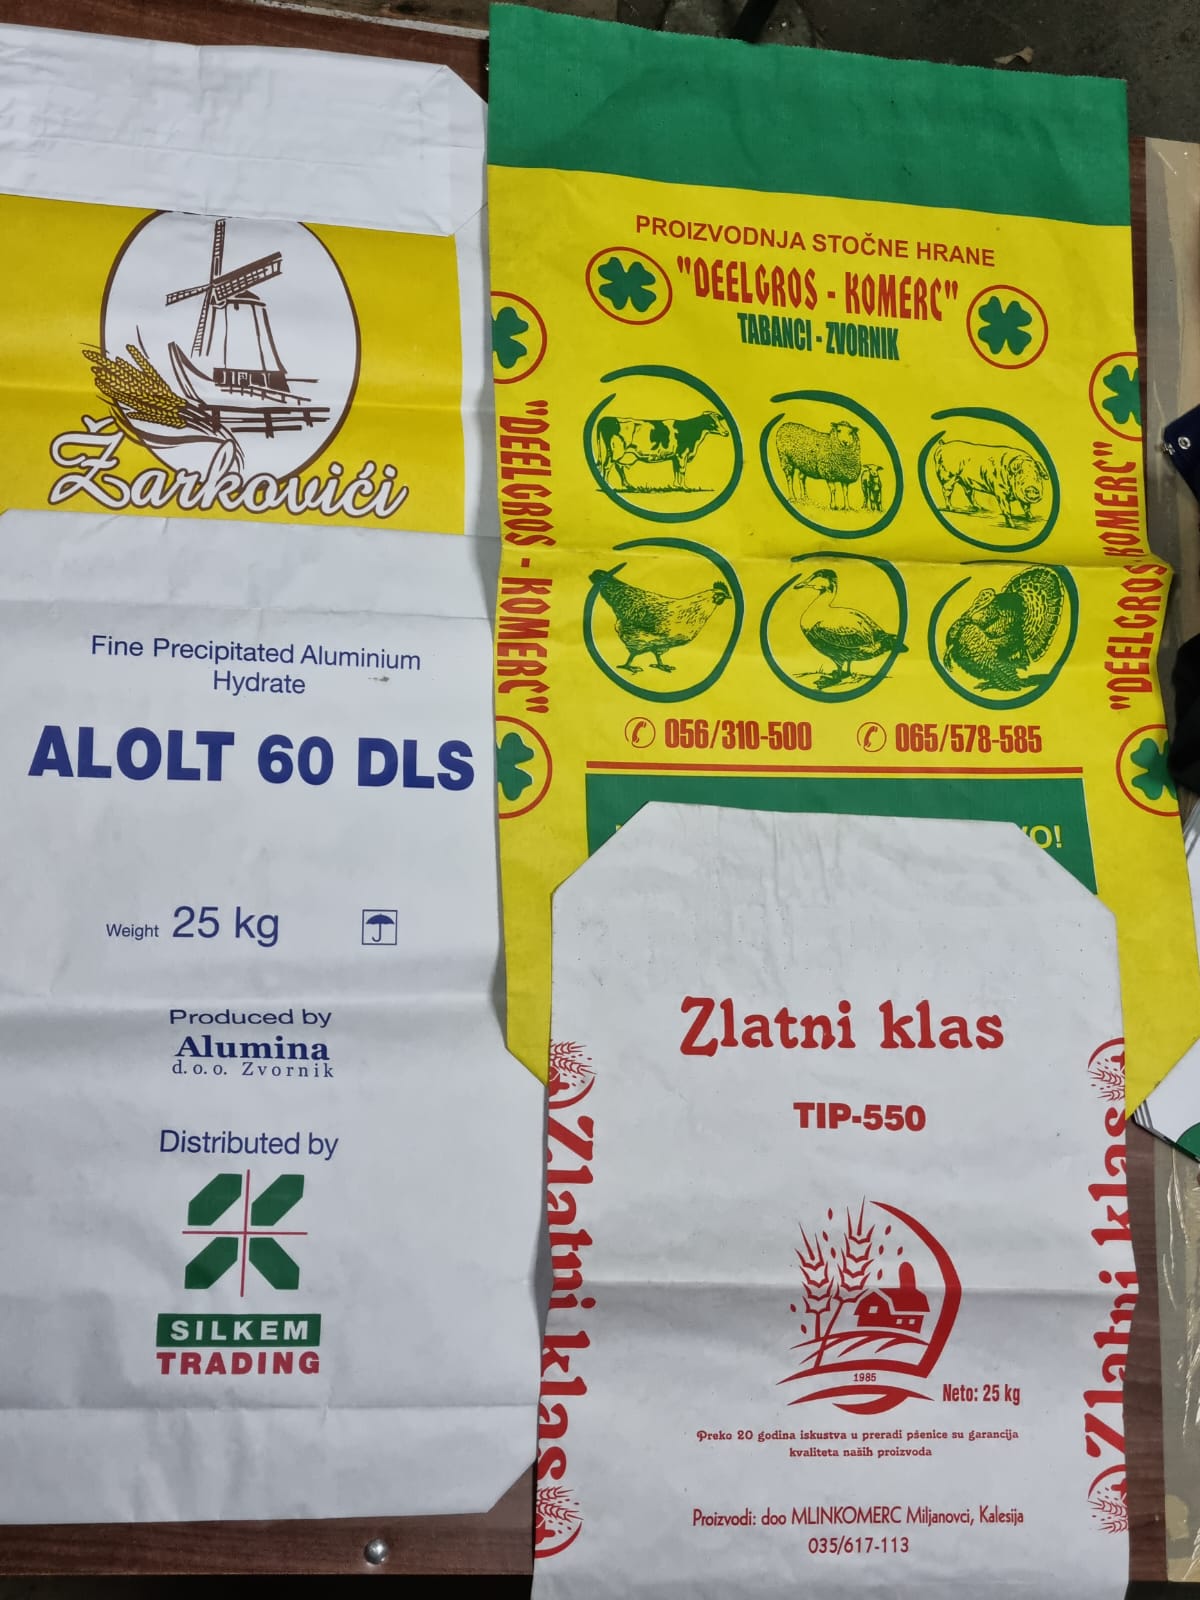 Žarkovići
Fine Precipitated Aluminium
Hydrate
ALOLT 60 DLS
Weight 25 kg
Produced by
Alumina
d.o.o. Zvornik
Distributed by
SILKEM
TRADING
PROIZVODNJA STOČNE HRANE
"DEELGROS - KOMERC"
TABANCI - ZVORNIK
"DEELGROS - KOMERC"
"DEELGROS KOMERC"
056/310-500 065/578-585
Zlatni klas
TIP-550
Zlatni klas
Zlatni klas
1985
Neto: 25 kg
Preko 20 godina iskustva u preradi pšenice su garancija
kvaliteta naših proizvoda
Proizvodi: doo MLINKOMERC Miljanovci, Kalesija
035/617-113